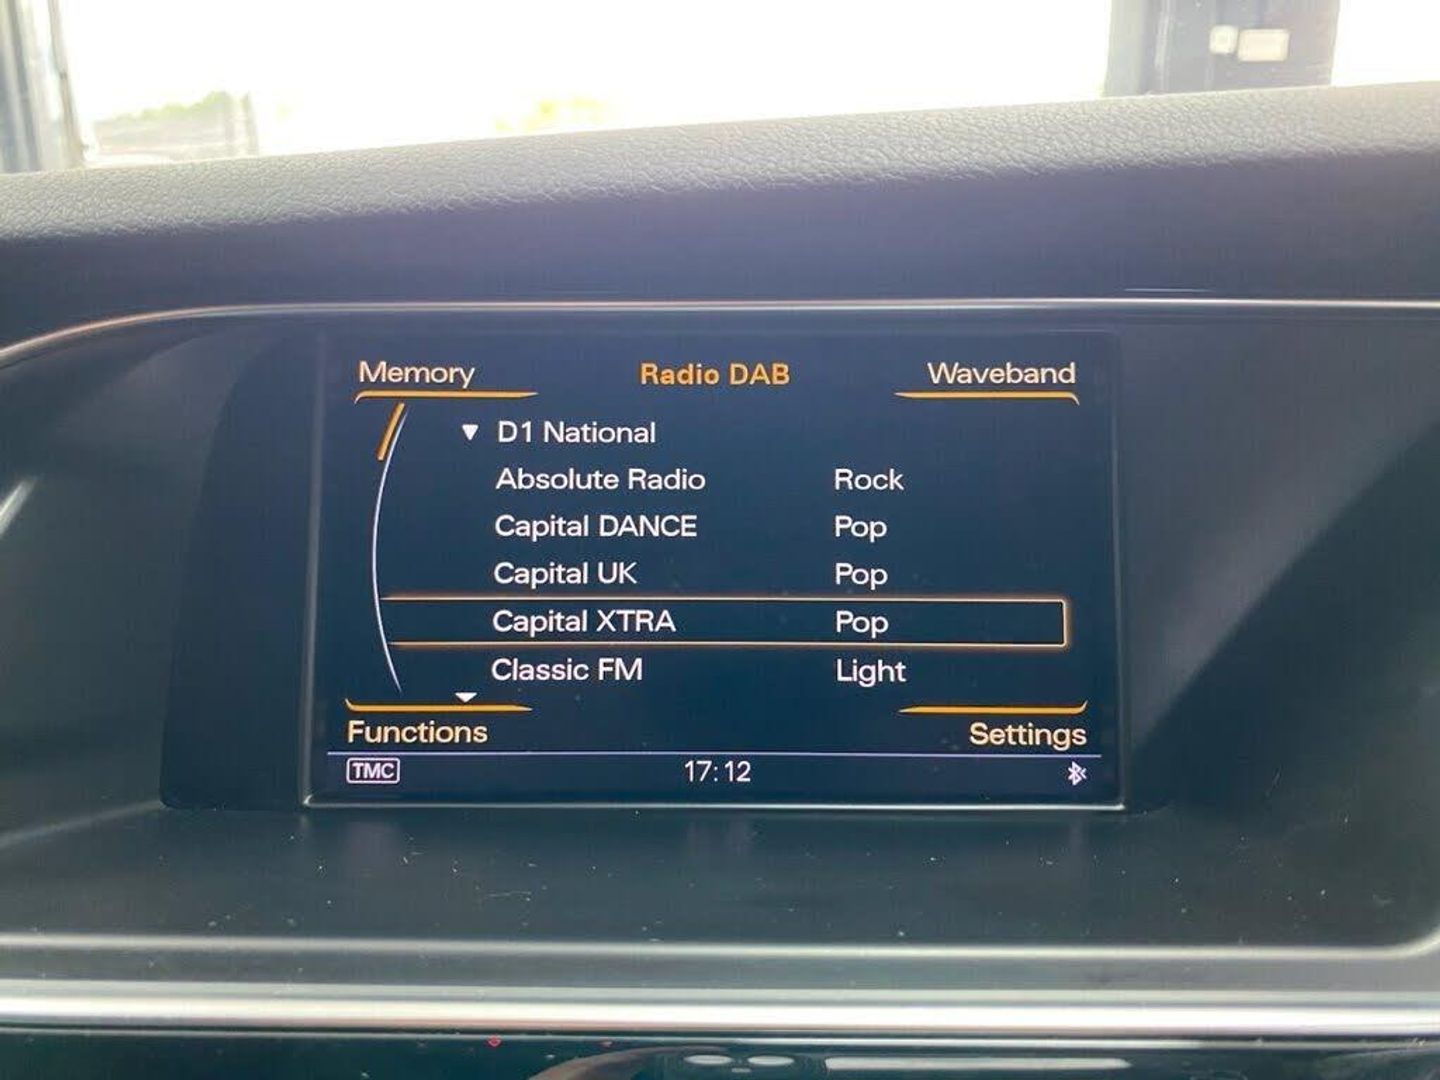 Memory Radio DAB Waveband
D1 National
Absolute Radio Rock
Capital DANCE Pop
Capital UK Pop
Capital XTRA Pop
Classic FM Light
Functions Settings
TMC 17:12